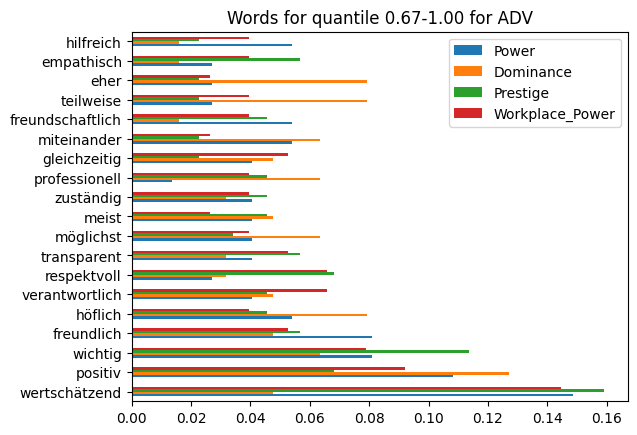 Words for quantile 0.67-1.00 for ADV
hilfreich
empathisch
eher
teilweise
freundschaftlich
miteinander
gleichzeitig
professionell
zuständig
meist
möglichst
transparent
respektvoll
verantwortlich
höflich
freundlich
wichtig
positiv
wertschätzend
Power
Dominance
Prestige
Workplace_Power
0.00 0.02 0.04 0.06 0.08 0.10 0.12 0.14 0.16